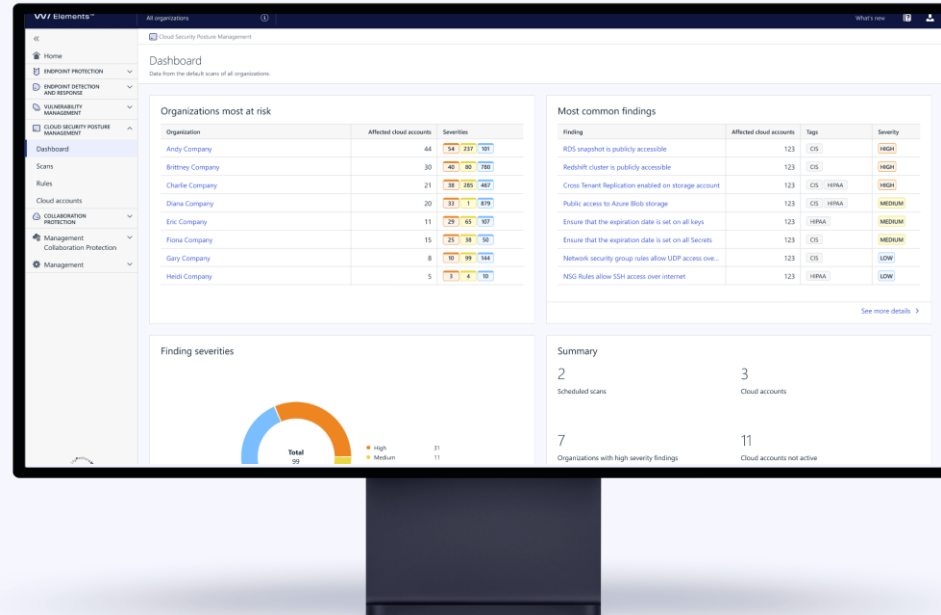 W/ Elements™
All organizations
What's new
Cloud Security Posture Management
Home
ENDPOINT PROTECTION
ENDPOINT DETECTION
AND RESPONSE
VULNERABILITY
MANAGEMENT
CLOUD SECURITY POSTURE
MANAGEMENT
Dashboard
Scans
Rules
Cloud accounts
COLLABORATION
PROTECTION
Management
Collaboration Protection
Management
Dashboard
Data from the default scans of all organizations.
Organizations most at risk
Organization Affected cloud accounts Severities
Andy Company 44 54 237 101
Brittney Company 30 40 80 780
Charlie Company 21 38 285 467
Diana Company 20 33 1 879
Eric Company 11 29 65 107
Fiona Company 15 25 38 50
Gary Company 8 10 99 144
Heidi Company 5 3 4 10
Most common findings
Finding Affected cloud accounts Tags Severity
RDS snapshot is publicly accessible 123 CIS HIGH
Redshift cluster is publicly accessible 123 CIS HIGH
Cross Tenant Replication enabled on storage account 123 CIS HIPAA HIGH
Public access to Azure Blob storage 123 CIS HIPAA MEDIUM
Ensure that the expiration date is set on all keys 123 HIPAA MEDIUM
Ensure that the expiration date is set on all Secrets 123 CIS MEDIUM
Network security group rules allow UDP access ove... 123 CIS LOW
NSG Rules allow SSH access over internet 123 HIPAA LOW
See more details
Finding severities
Total
99
High 31
Medium 11
Summary
2
Scheduled scans
3
Cloud accounts
7
Organizations with high severity findings
11
Cloud accounts not active